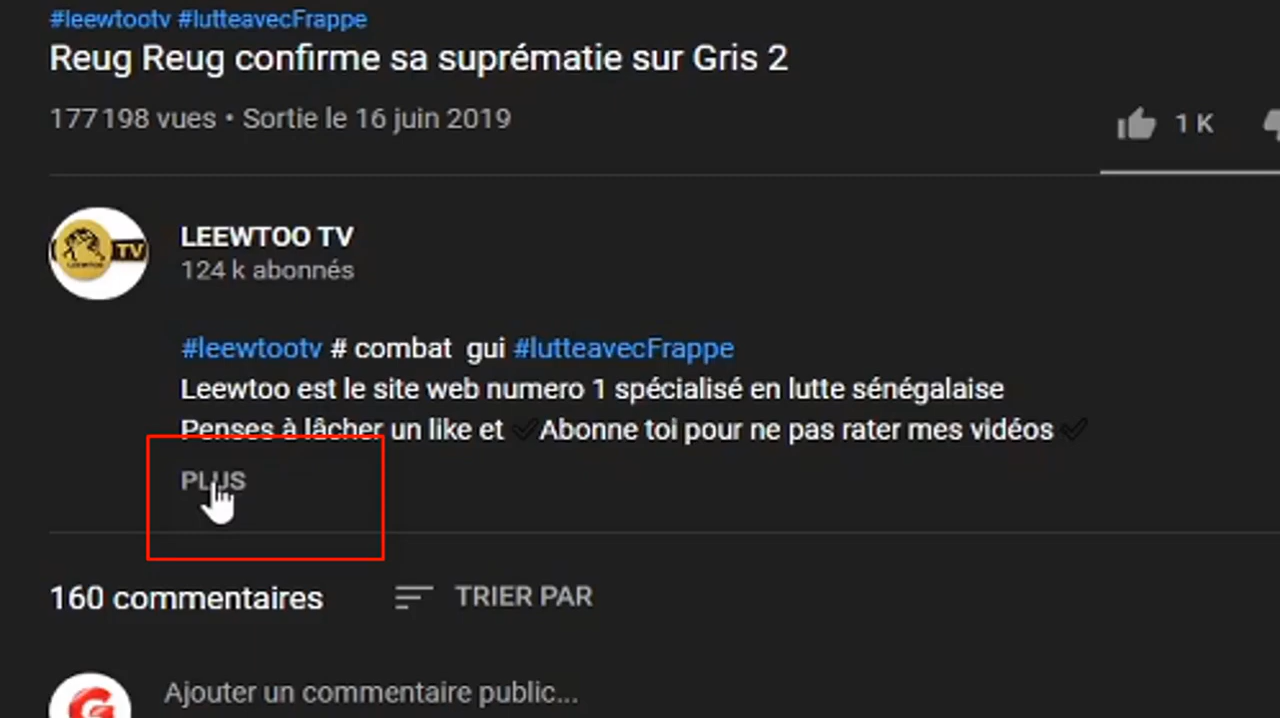 #leewtootv #lutteavecFrappe
Reug Reug confirme sa suprématie sur Gris 2
177 198 vues • Sortie le 16 juin 2019
1 K
TV
LEEWTOO TV
124 k abonnés
#leewtootv # combat gui #lutteavecFrappe
Leewtoo est le site web numero 1 spécialisé en lutte sénégalaise
Penses à lâcher un like et ✓Abonne toi pour ne pas rater mes vidéos ✓
PLUS
160 commentaires
TRIER PAR
Ajouter un commentaire public...
G